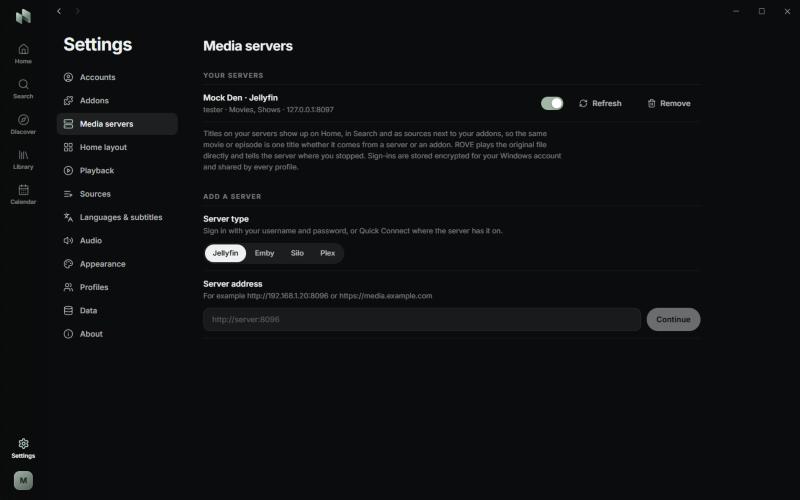 Home
Search
Discover
Library
Calendar
Settings
M
Settings
Accounts
Addons
Media servers
Home layout
Playback
Sources
Languages & subtitles
Audio
Appearance
Profiles
Data
About
Media servers
YOUR SERVERS
Mock Den · Jellyfin
tester · Movies, Shows · 127.0.0.1:8097
Refresh
Remove
Titles on your servers show up on Home, in Search and as sources next to your addons, so the same
movie or episode is one title whether it comes from a server or an addon. ROVE plays the original file
directly and tells the server where you stopped. Sign-ins are stored encrypted for your Windows account
and shared by every profile.
ADD A SERVER
Server type
Sign in with your username and password, or Quick Connect where the server has it on.
Jellyfin Emby Silo Plex
Server address
For example http://192.168.1.20:8096 or https://media.example.com
http://server:8096
Continue